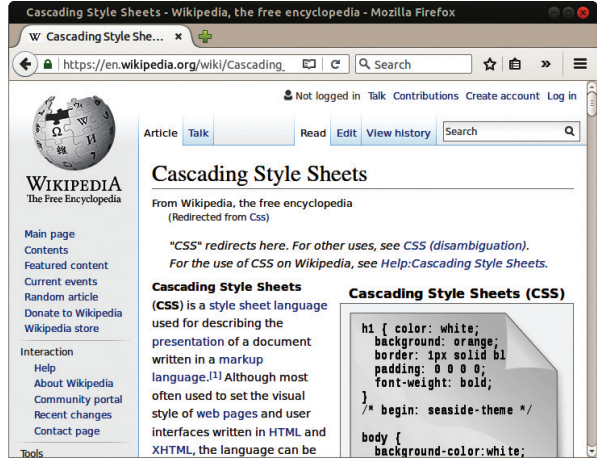 Cascading Style Sheets - Wikipedia, the free encyclopedia - Mozilla Firefox
W Cascading Style She... ×
https://en.wikipedia.org/wiki/Cascading_
Search
Not logged in Talk Contributions Create account Log in
Article Talk Read Edit View history Search
WIKIPEDIA
The Free Encyclopedia
Main page
Contents
Featured content
Current events
Random article
Donate to Wikipedia
Wikipedia store
Interaction
Help
About Wikipedia
Community portal
Recent changes
Contact page
Tools
Cascading Style Sheets
From Wikipedia, the free encyclopedia
(Redirected from Css)
"CSS" redirects here. For other uses, see CSS (disambiguation).
For the use of CSS on Wikipedia, see Help:Cascading Style Sheets.
Cascading Style Sheets
(CSS) is a style sheet language
used for describing the
presentation of a document
written in a markup
language.[1] Although most
often used to set the visual
style of web pages and user
interfaces written in HTML and
XHTML, the language can be
Cascading Style Sheets (CSS)
h1 { color: white;
background: orange;
border: 1px solid bl
padding: 0 0 0 0;
font-weight: bold;
}
/* begin: seaside-theme */
body {
background-color:white;